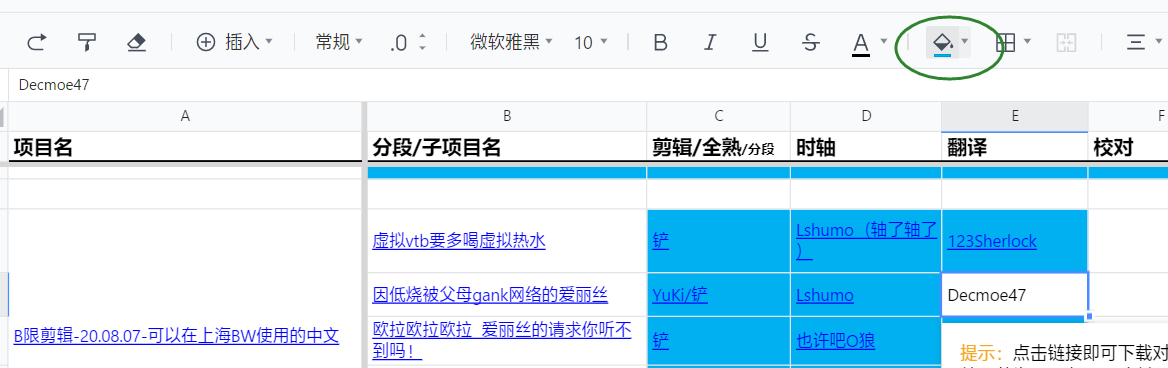 插入 常规 .0 微软雅黑 10 B I U S A
Decmoe47
A B C D E F
项目名 分段/子项目名 剪辑/全熟/分段 时轴 翻译 校对
虚拟vtb要多喝虚拟热水 铲 Lshumo（轴了轴了
） 123Sherlock
因低烧被父母gank网络的爱丽丝 YuKi/铲 Lshumo Decmoe47
B限剪辑-20.08.07-可以在上海BW使用的中文
欧拉欧拉欧拉_爱丽丝的请求你听不
到吗！ 铲 也许吧O狼
提示：点击链接即可下载对